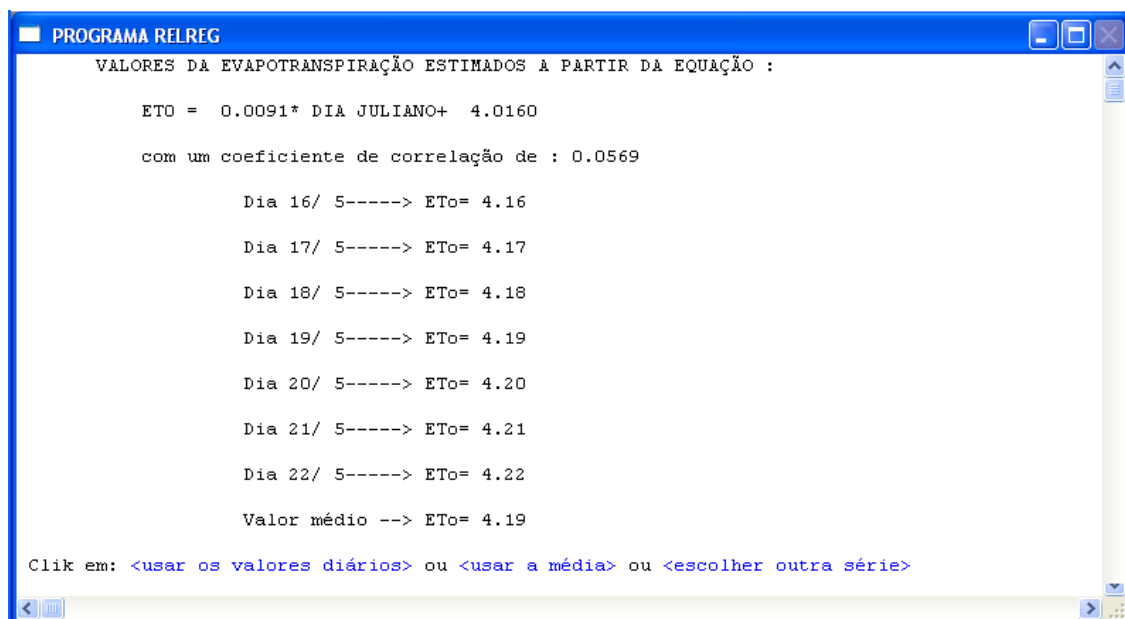 PROGRAMA RELREG
VALORES DA EVAPOTRANSPIRAÇÃO ESTIMADOS A PARTIR DA EQUAÇÃO :
ETO = 0.0091* DIA JULIANO+ 4.0160
com um coeficiente de correlação de : 0.0569
Dia 16/ 5-----> ETo= 4.16
Dia 17/ 5-----> ETo= 4.17
Dia 18/ 5-----> ETo= 4.18
Dia 19/ 5-----> ETo= 4.19
Dia 20/ 5-----> ETo= 4.20
Dia 21/ 5-----> ETo= 4.21
Dia 22/ 5-----> ETo= 4.22
Valor médio --> ETo= 4.19
Clik em: <usar os valores diários> ou <usar a média> ou <escolher outra série>